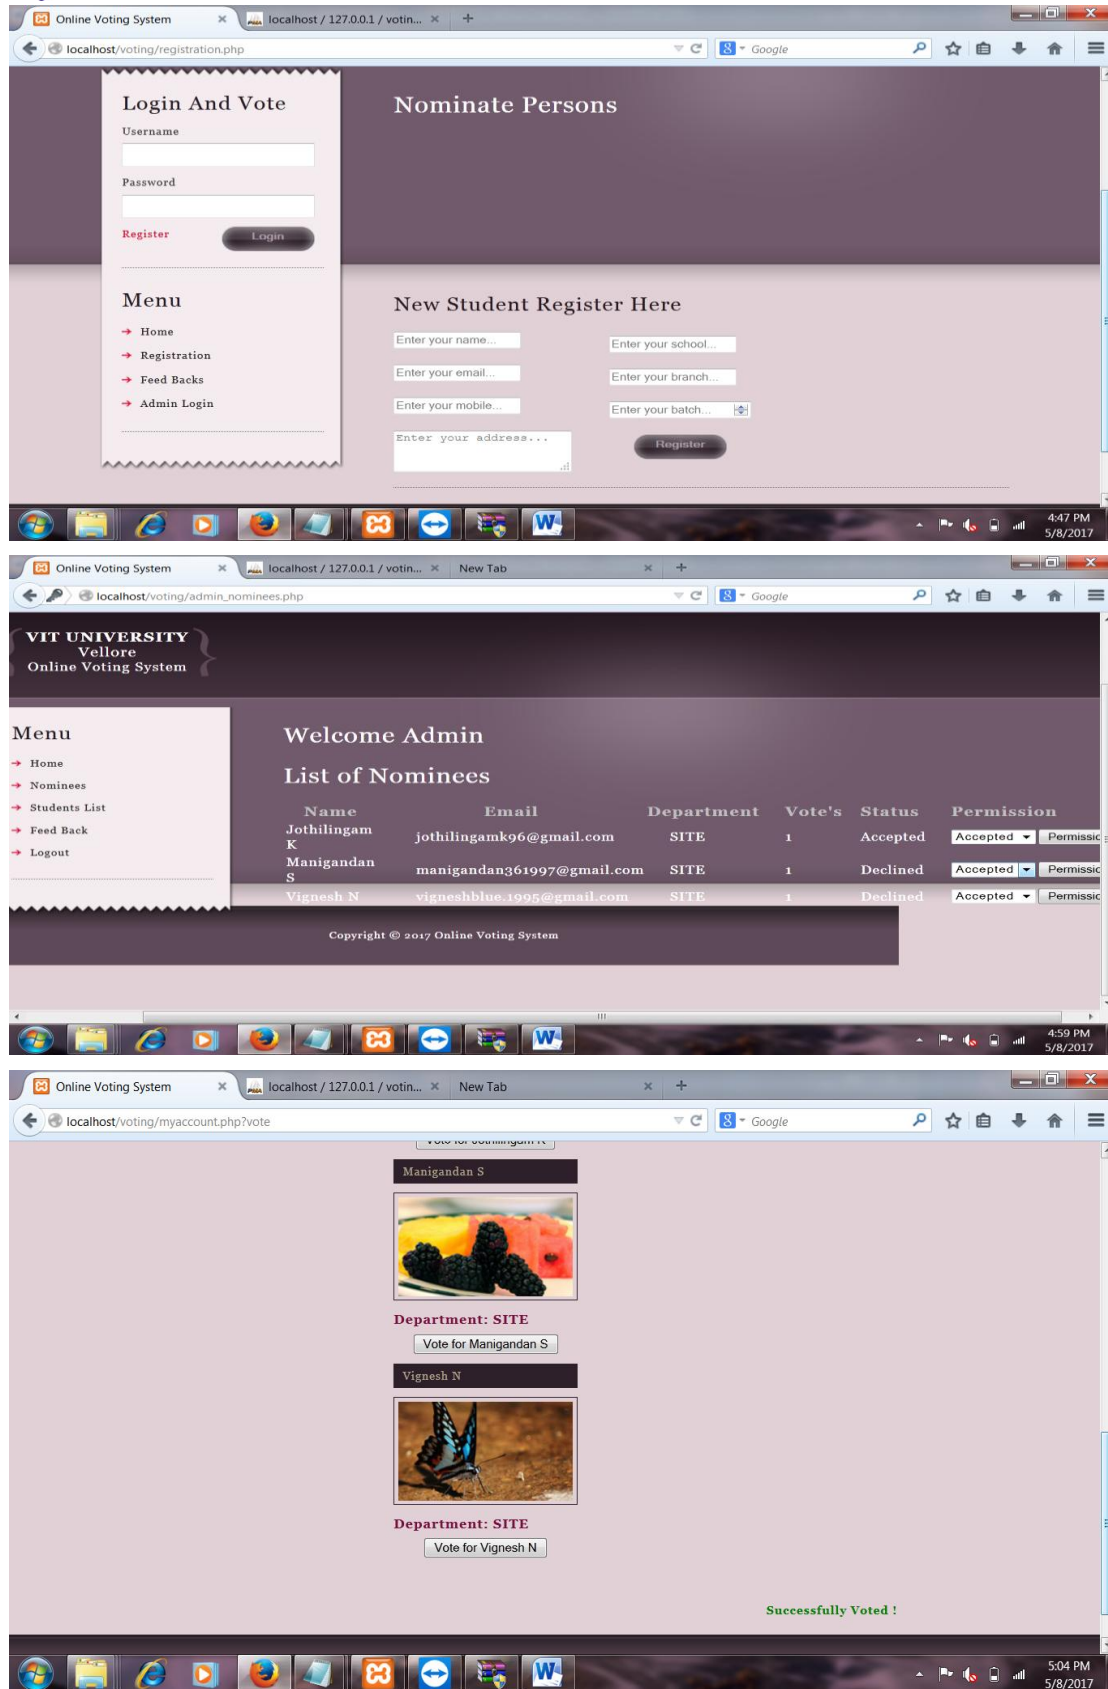 Online Voting System × localhost / 127.0.0.1 / votin... × +
localhost/voting/registration.php Google
Login And Vote
Username
Password
Register Login
Menu
Home
Registration
Feed Backs
Admin Login
Nominate Persons
New Student Register Here
Enter your name... Enter your school...
Enter your email... Enter your branch...
Enter your mobile... Enter your batch...
Enter your address... Register
4:47 PM
5/8/2017
Online Voting System × localhost / 127.0.0.1 / votin... × New Tab × +
localhost/voting/admin_nominees.php Google
VIT UNIVERSITY
Vellore
Online Voting System
Menu
Home
Nominees
Students List
Feed Back
Logout
Welcome Admin
List of Nominees
Name Email Department Vote's Status Permission
Jothilingam K jothilingamk96@gmail.com SITE 1 Accepted Accepted Permissic
Manigandan S manigandan361997@gmail.com SITE 1 Declined Accepted Permissic
Vignesh N vigneshblue.1995@gmail.com SITE 1 Declined Accepted Permissic
Copyright © 2017 Online Voting System
4:59 PM
5/8/2017
Online Voting System × localhost / 127.0.0.1 / votin... × New Tab × +
localhost/voting/myaccount.php?vote Google
Vote for Jothilingam K
Manigandan S
Department: SITE
Vote for Manigandan S
Vignesh N
Department: SITE
Vote for Vignesh N
Successfully Voted !
5:04 PM
5/8/2017